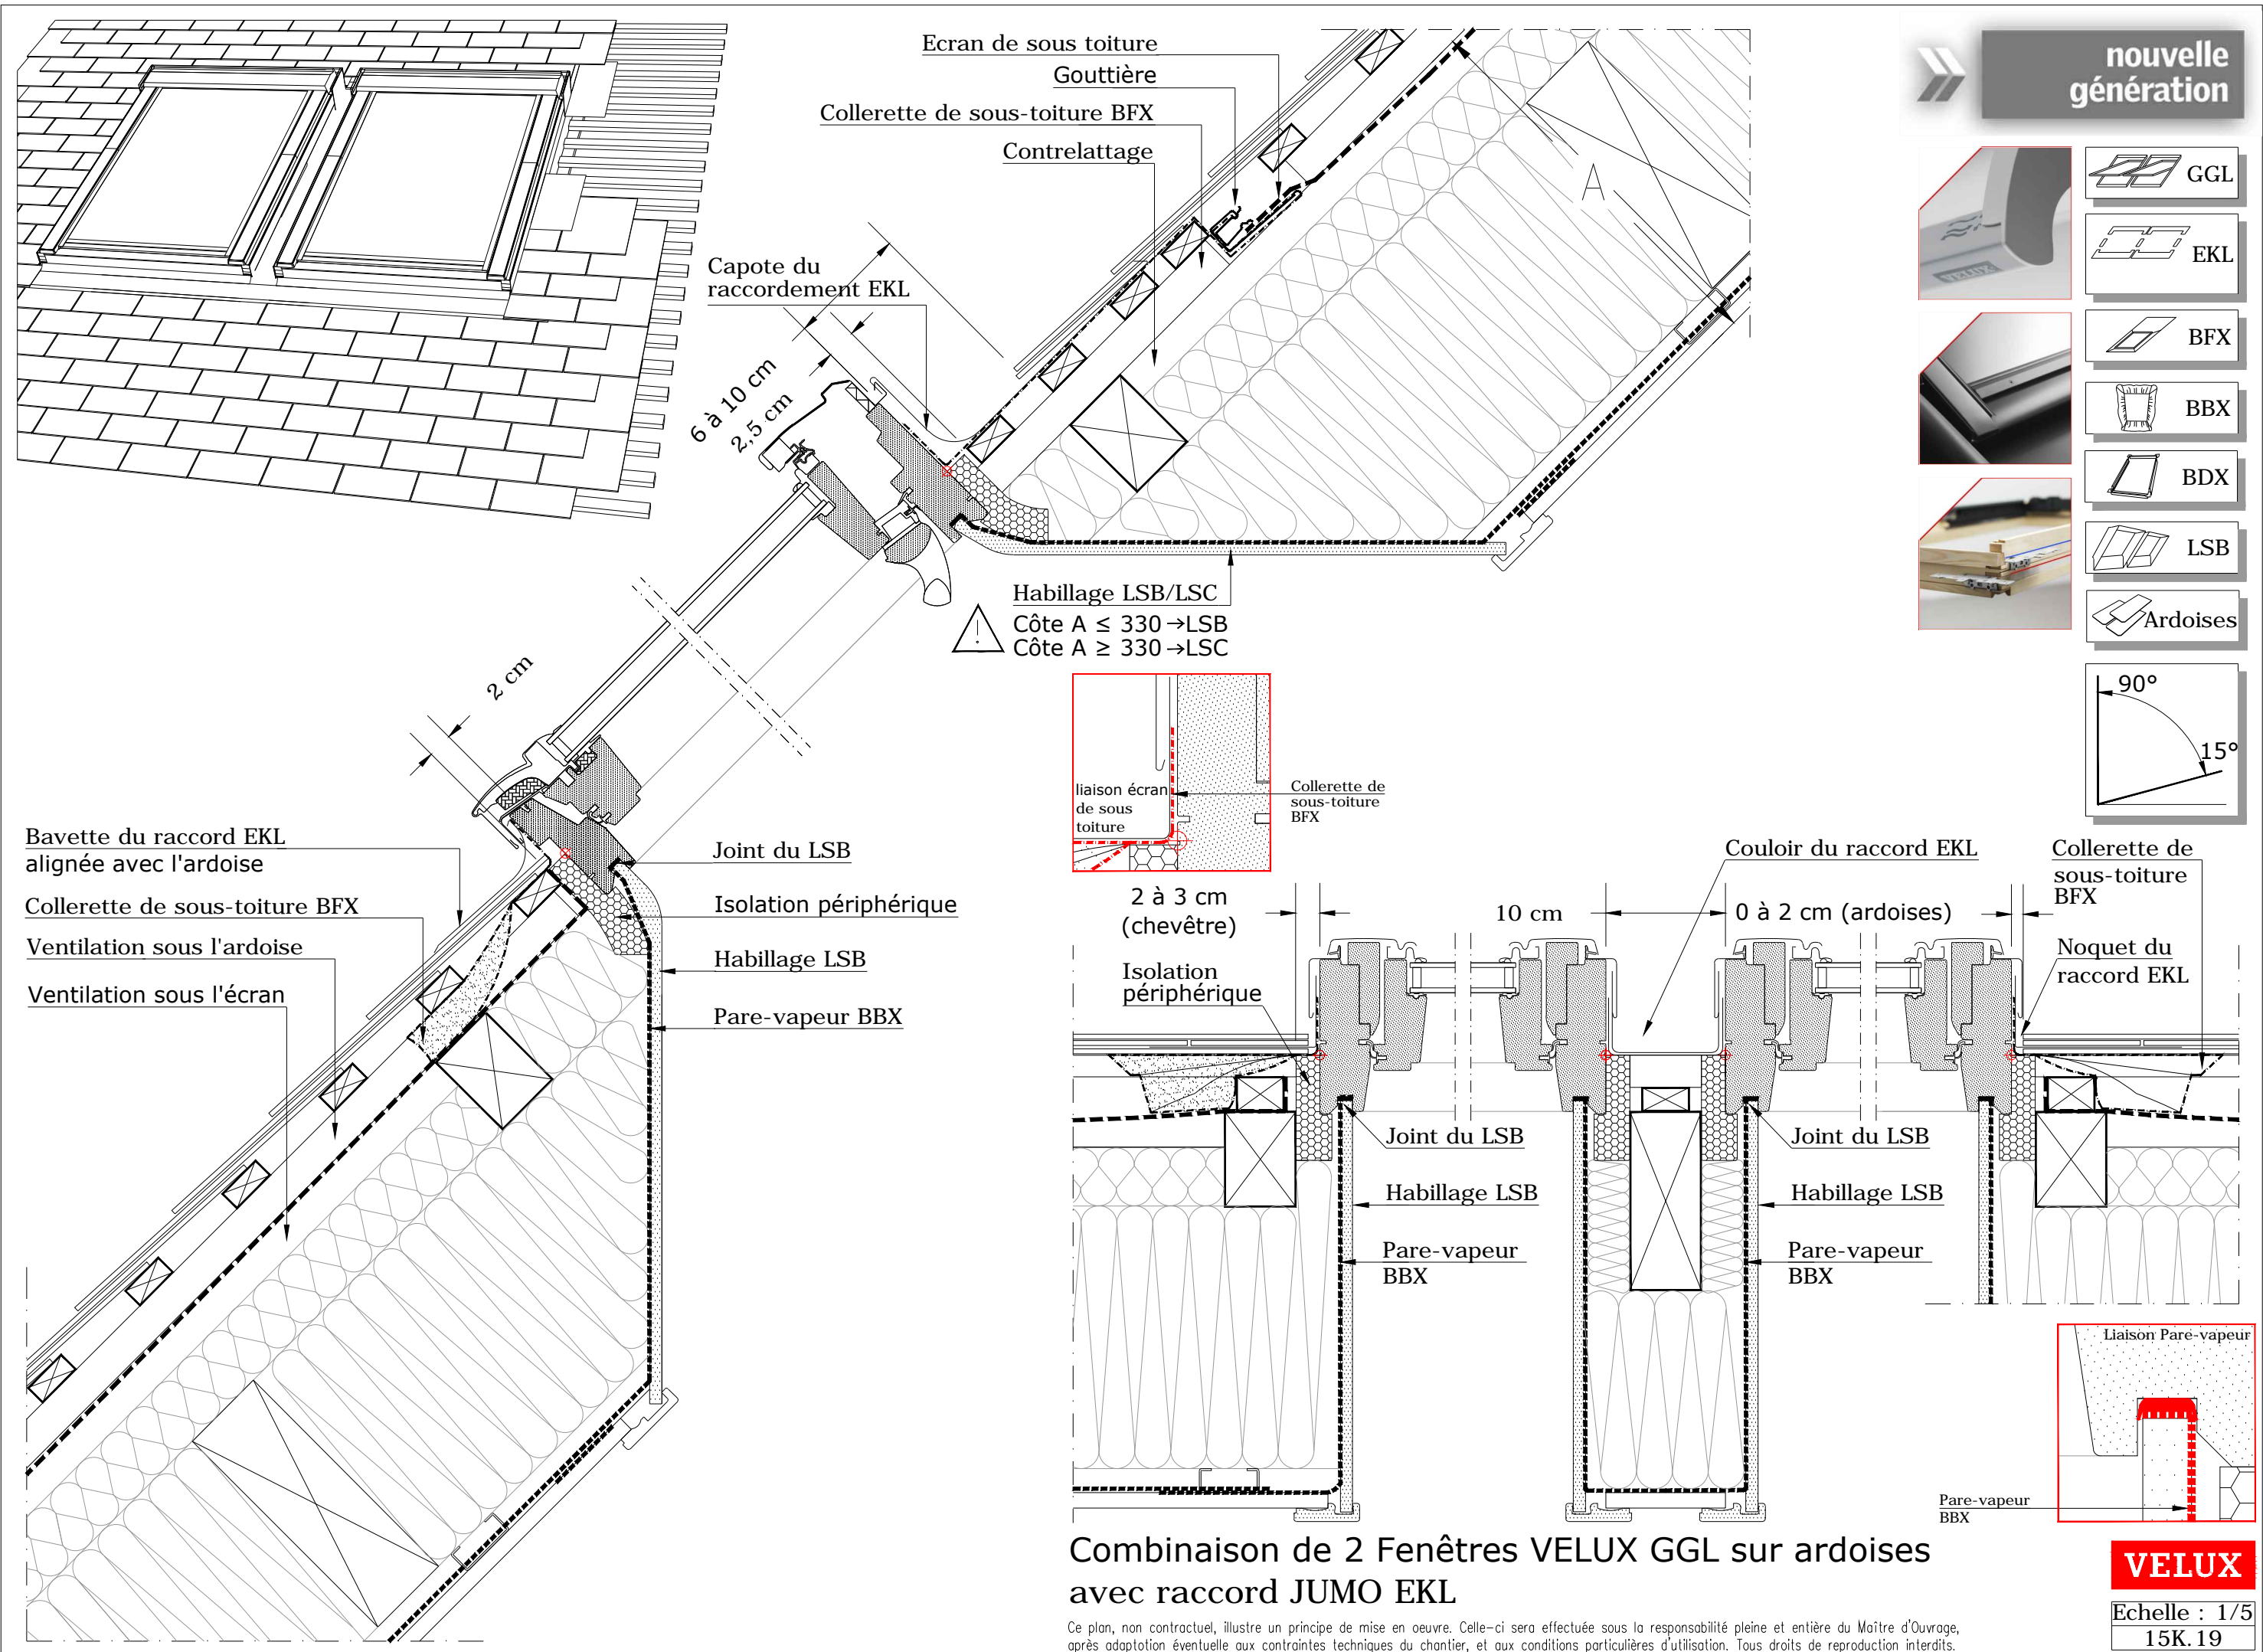 Ecran de sous toiture
Gouttière
Collerette de sous-toiture BFX
Contrelattage
Capote du
raccordement EKL
6 à 10 cm
2,5 cm
A
Habillage LSB/LSC
Côte A ≤ 330→LSB
Côte A ≥ 330→LSC
2 cm
nouvelle
génération
GGL
EKL
BFX
BBX
BDX
LSB
Ardoises
90°
15°
Bavette du raccord EKL
alignée avec l'ardoise
Collerette de sous-toiture BFX
Ventilation sous l'ardoise
Ventilation sous l'écran
Joint du LSB
Isolation périphérique
Habillage LSB
Pare-vapeur BBX
liaison écran
de sous
toiture
Collerette de
sous-toiture
BFX
2 à 3 cm
(chevêtre)
10 cm
Couloir du raccord EKL
0 à 2 cm (ardoises)
Collerette de
sous-toiture
BFX
Noquet du
raccord EKL
Isolation
périphérique
Joint du LSB
Habillage LSB
Pare-vapeur
BBX
Joint du LSB
Habillage LSB
Pare-vapeur
BBX
Liaison Pare-vapeur
Pare-vapeur
BBX
Combinaison de 2 Fenêtres VELUX GGL sur ardoises
avec raccord JUMO EKL
Ce plan, non contractuel, illustre un principe de mise en oeuvre. Celle-ci sera effectuée sous la responsabilité pleine et entière du Maître d'Ouvrage,
après adaptotion éventuelle aux contraintes techniques du chantier, et aux conditions particulières d'utilisation. Tous droits de reproduction interdits.
VELUX
Echelle : 1/5
15K.19